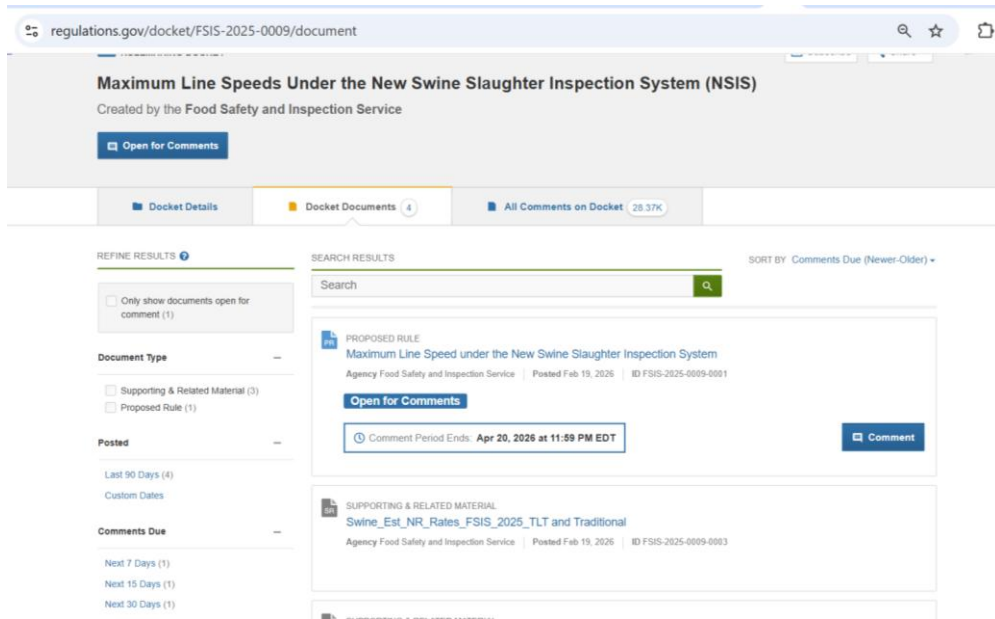 regulations.gov/docket/FSIS-2025-0009/document
Maximum Line Speeds Under the New Swine Slaughter Inspection System (NSIS)
Created by the Food Safety and Inspection Service
Open for Comments
Docket Details
Docket Documents 4
All Comments on Docket 28.37K
REFINE RESULTS ?
Only show documents open for
comment (1)
Document Type –
Supporting & Related Material (3)
Proposed Rule (1)
Posted –
Last 90 Days (4)
Custom Dates
Comments Due –
Next 7 Days (1)
Next 15 Days (1)
Next 30 Days (1)
SEARCH RESULTS
SORT BY Comments Due (Newer-Older)
Search
PR
PROPOSED RULE
Maximum Line Speed under the New Swine Slaughter Inspection System
Agency Food Safety and Inspection Service | Posted Feb 19, 2026 | ID FSIS-2025-0009-0001
Open for Comments
Comment Period Ends: Apr 20, 2026 at 11:59 PM EDT
Comment
SR
SUPPORTING & RELATED MATERIAL
Swine_Est_NR_Rates_FSIS_2025_TLT and Traditional
Agency Food Safety and Inspection Service | Posted Feb 19, 2026 | ID FSIS-2025-0009-0003